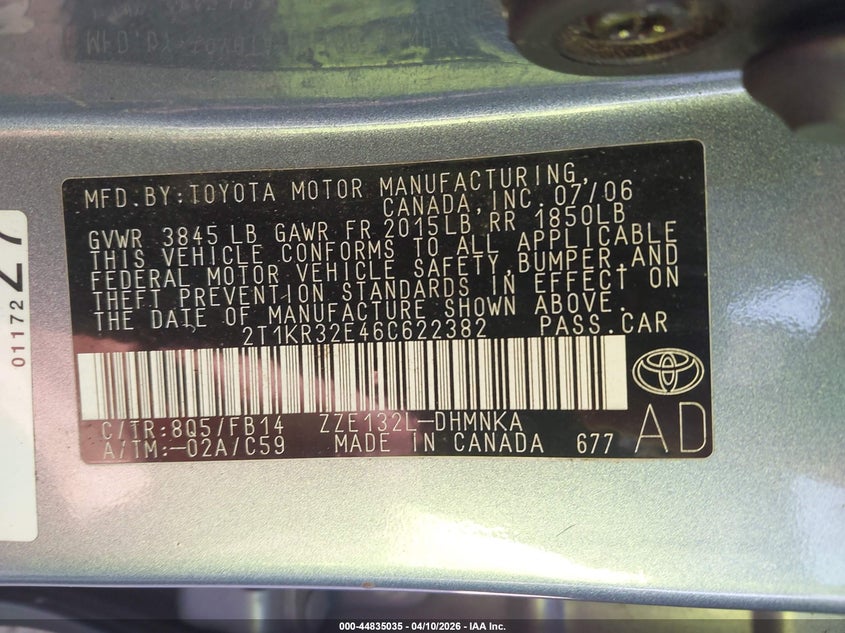 MFD.BY:TOYOTA MOTOR MANUFACTURING,
CANADA,INC. 07/06
GVWR 3845 LB GAWR FR 2015LB RR 1850LB
THIS VEHICLE CONFORMS TO ALL APPLICABLE
FEDERAL MOTOR VEHICLE SAFETY,BUMPER,AND
THEFT PREVENTION STANDARDS IN EFFECT ON
THE DATE OF MANUFACTURE SHOWN ABOVE.
2T1KR32E46C622382 PASS.CAR
C/TR:8Q5/FB14 ZZE132L-DHMNKA
A/TM:-02A/C59 MADE IN CANADA 677
AD
27
01172
000-44835035 - 04/10/2026 - IAA Inc.